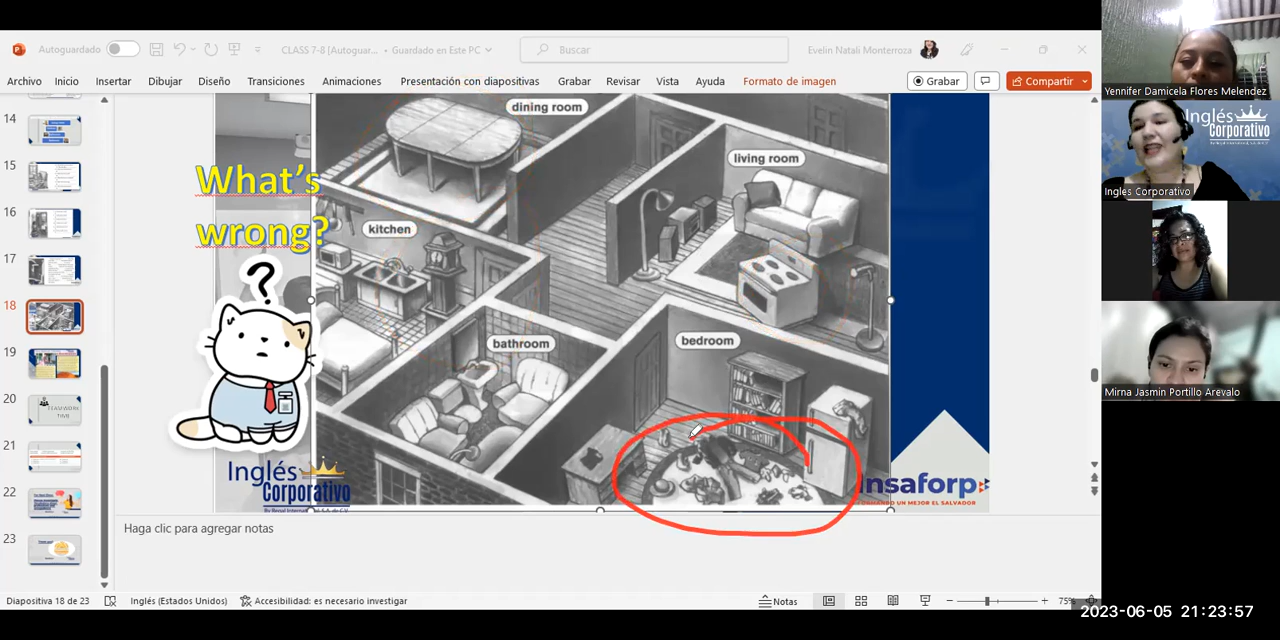 Autoguardado
CLASS 7-8 [Autoguar... • Guardado en Este PC
Buscar
Evelin Natali Monterroza
Archivo Inicio Insertar Dibujar Diseño Transiciones Animaciones Presentación con diapositivas Grabar Revisar Vista Ayuda Formato de imagen
Grabar
Compartir
14
15
16
17
18
19
20
21
22
23
What's
wrong?
?
dining room
living room
kitchen
bathroom
bedroom
Inglés
Corporativo
Insaforp
Haga clic para agregar notas
Diapositiva 18 de 23 Inglés (Estados Unidos) Accesibilidad: es necesario investigar Notas 75%
Yennifer Damicela Flores Melendez
Inglés
Corporativo
Ingles Corporativo
Mirna Jasmin Portillo Arevalo
2023-06-05 21:23:57